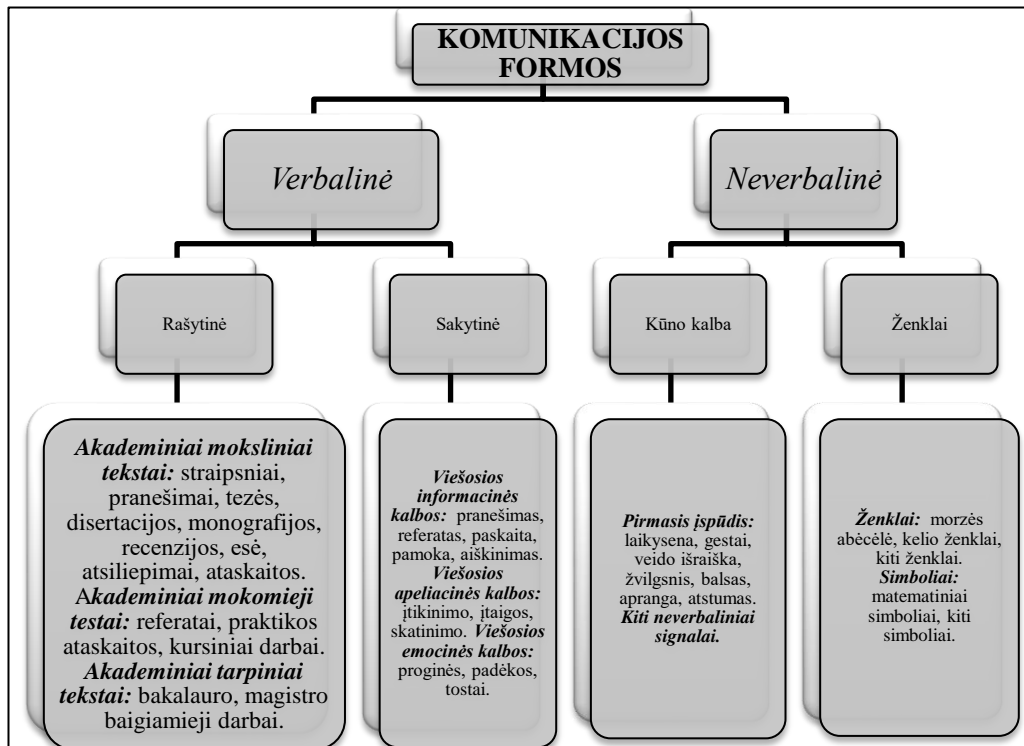 KOMUNIKACIJOS
FORMOS
Verbalinė
Neverbalinė
Rašytinė
Sakytinė
Kūno kalba
Ženklai
Akademiniai moksliniai
tekstai: straipsniai,
pranešimai, tezės,
disertacijos, monografijos,
recenzijos, esė,
atsiliepimai, ataskaitos.
Akademiniai mokomieji
testai: referatai, praktikos
ataskaitos, kursiniai darbai.
Akademiniai tarpiniai
tekstai: bakalauro, magistro
baigiamieji darbai.
Viešosios
informacinės
kalbos: pranešimas,
referatas, paskaita,
pamoka, aiškinimas.
Viešosios
apeliacinės kalbos:
įtikinimo, įtaigos,
skatinimo. Viešosios
emocinės kalbos:
proginės, padėkos,
tostai.
Pirmasis įspūdis:
laikysena, gestai,
veido išraiška,
žvilgsnis, balsas,
apranga, atstumas.
Kiti neverbaliniai
signalai.
Ženklai: morzės
abėcėlė, kelio ženklai,
kiti ženklai.
Simboliai:
matematiniai
simboliai, kiti
simboliai.